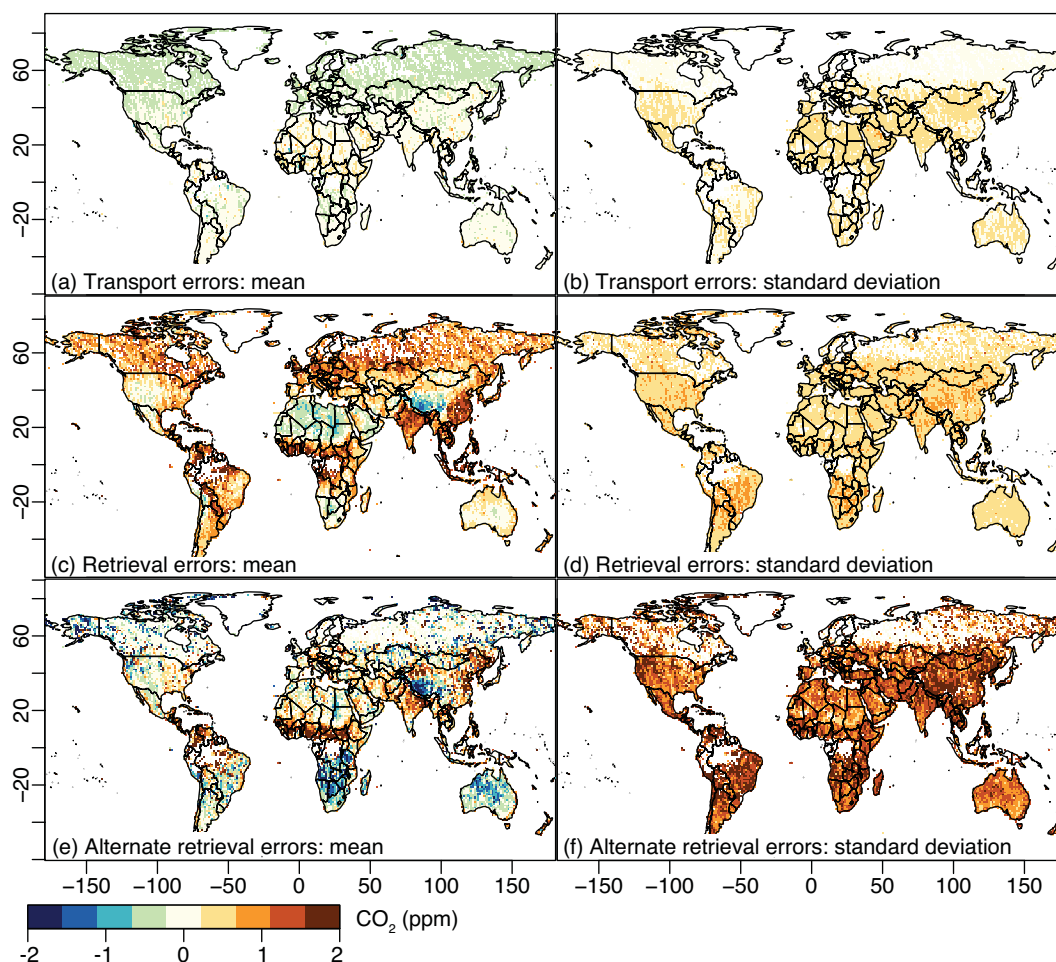 60
20
−20
(a) Transport errors: mean
(b) Transport errors: standard deviation
60
20
−20
(c) Retrieval errors: mean
(d) Retrieval errors: standard deviation
60
20
−20
(e) Alternate retrieval errors: mean
(f) Alternate retrieval errors: standard deviation
−150 −100 −50 0 50 100 150
−150 −100 −50 0 50 100 150
CO₂ (ppm)
-2 -1 0 1 2